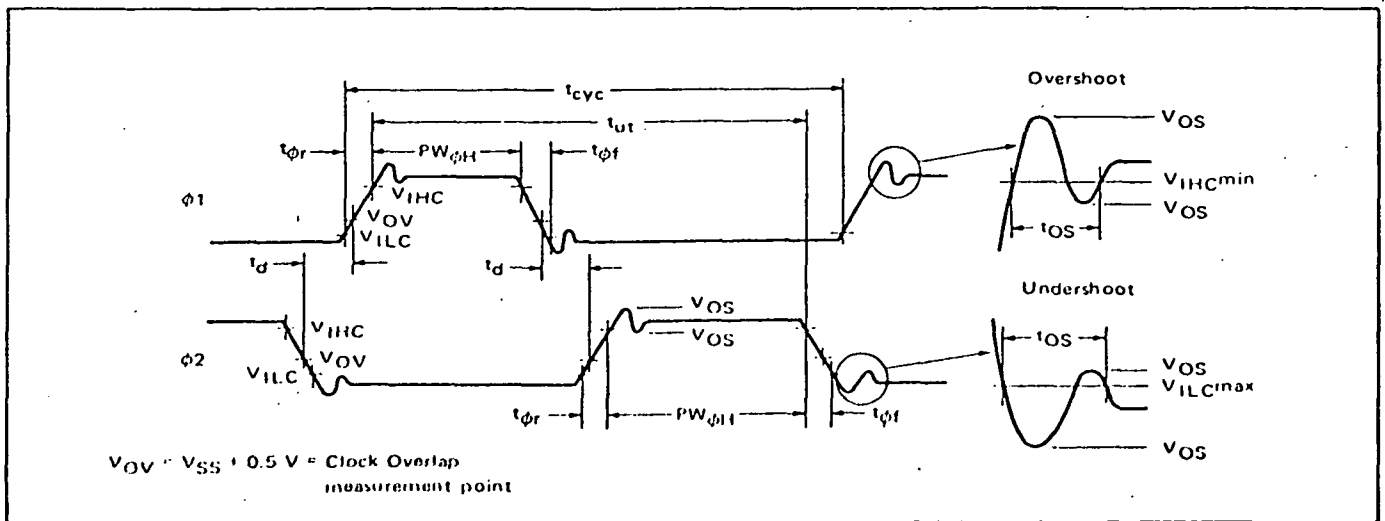 Overshoot
tcyc
VOS
tut
tφr
PWφH
tφf
VIHC
VIHCmin
φ1
VOV
VOS
VILC
tOS
td
td
Undershoot
VOS
VIHC
tOS
VOS
φ2
VOV
VOS
VILC
VILCmax
tφr
PWφH
tφf
VOS
VOV = VSS + 0.5 V = Clock Overlap
measurement point